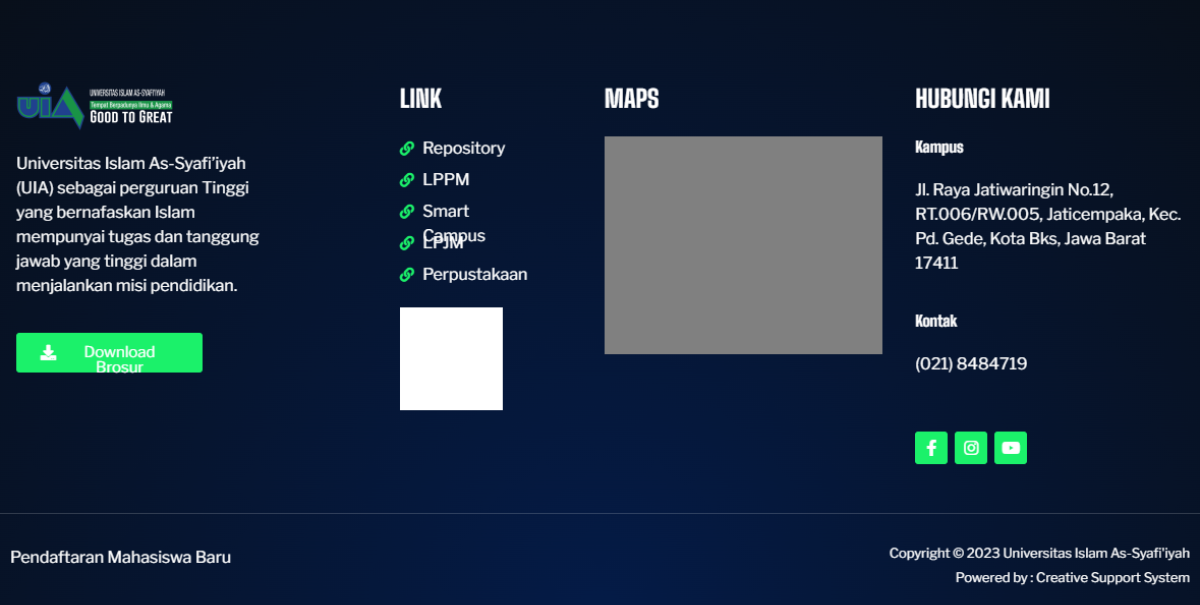 uia
UNIVERSITAS ISLAM AS-SYAFI'IYAH
Tempat Berpadunya Ilmu & Agama
GOOD TO GREAT
Universitas Islam As-Syafi'iyah
(UIA) sebagai perguruan Tinggi
yang bernafaskan Islam
mempunyai tugas dan tanggung
jawab yang tinggi dalam
menjalankan misi pendidikan.
Download
Brosur
LINK
Repository
LPPM
Smart
Campus
LPJM
Perpustakaan
MAPS
HUBUNGI KAMI
Kampus
Jl. Raya Jatiwaringin No.12,
RT.006/RW.005, Jaticempaka, Kec.
Pd. Gede, Kota Bks, Jawa Barat
17411
Kontak
(021) 8484719
Pendaftaran Mahasiswa Baru
Copyright © 2023 Universitas Islam As-Syafi'iyah
Powered by : Creative Support System